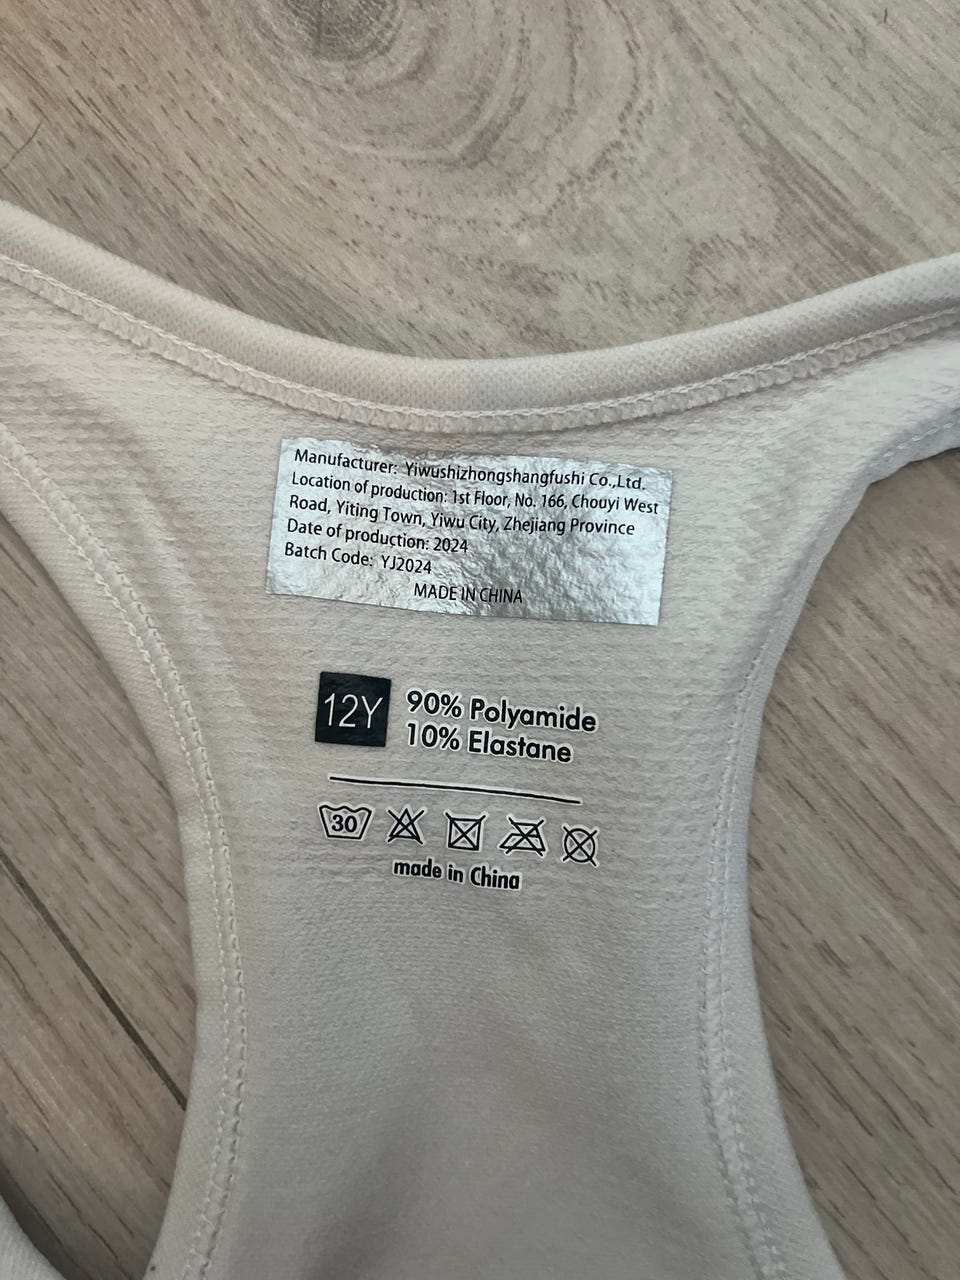 Manufacturer: Yiwushizhongshangfushi Co.,Ltd.
Location of production: 1st Floor, No. 166, Chouyi West
Road, Yiting Town, Yiwu City, Zhejiang Province
Date of production: 2024
Batch Code: YJ2024
MADE IN CHINA
12Y
90% Polyamide
10% Elastane
30
made in China